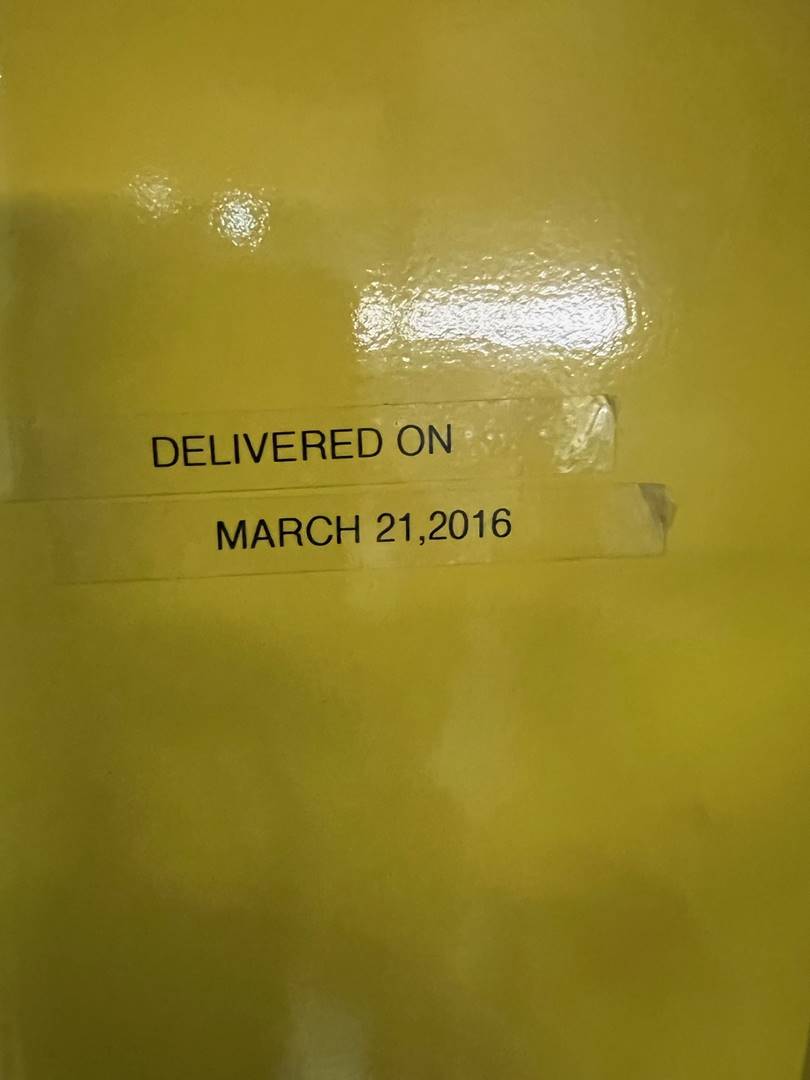 DELIVERED ON
MARCH 21,2016